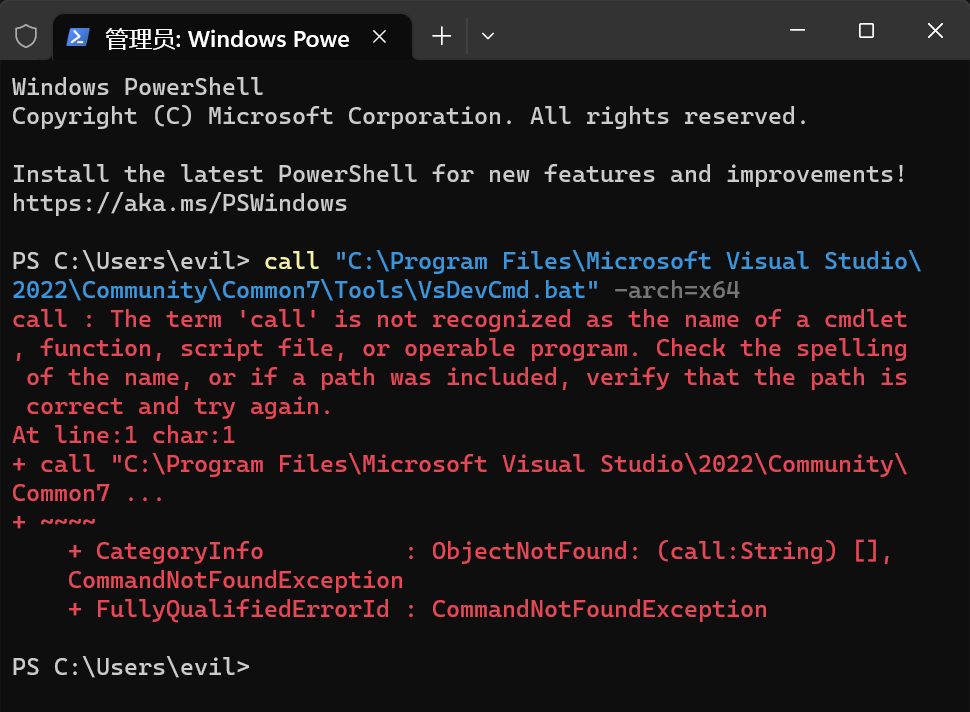 管理员: Windows Powe
Windows PowerShell
Copyright (C) Microsoft Corporation. All rights reserved.
Install the latest PowerShell for new features and improvements!
https://aka.ms/PSWindows
PS C:\Users\evil> call "C:\Program Files\Microsoft Visual Studio\
2022\Community\Common7\Tools\VsDevCmd.bat" -arch=x64
call : The term 'call' is not recognized as the name of a cmdlet
, function, script file, or operable program. Check the spelling
 of the name, or if a path was included, verify that the path is
 correct and try again.
At line:1 char:1
+ call "C:\Program Files\Microsoft Visual Studio\2022\Community\
Common7 ...
+ ~~~~
    + CategoryInfo          : ObjectNotFound: (call:String) [],
    CommandNotFoundException
    + FullyQualifiedErrorId : CommandNotFoundException
PS C:\Users\evil>